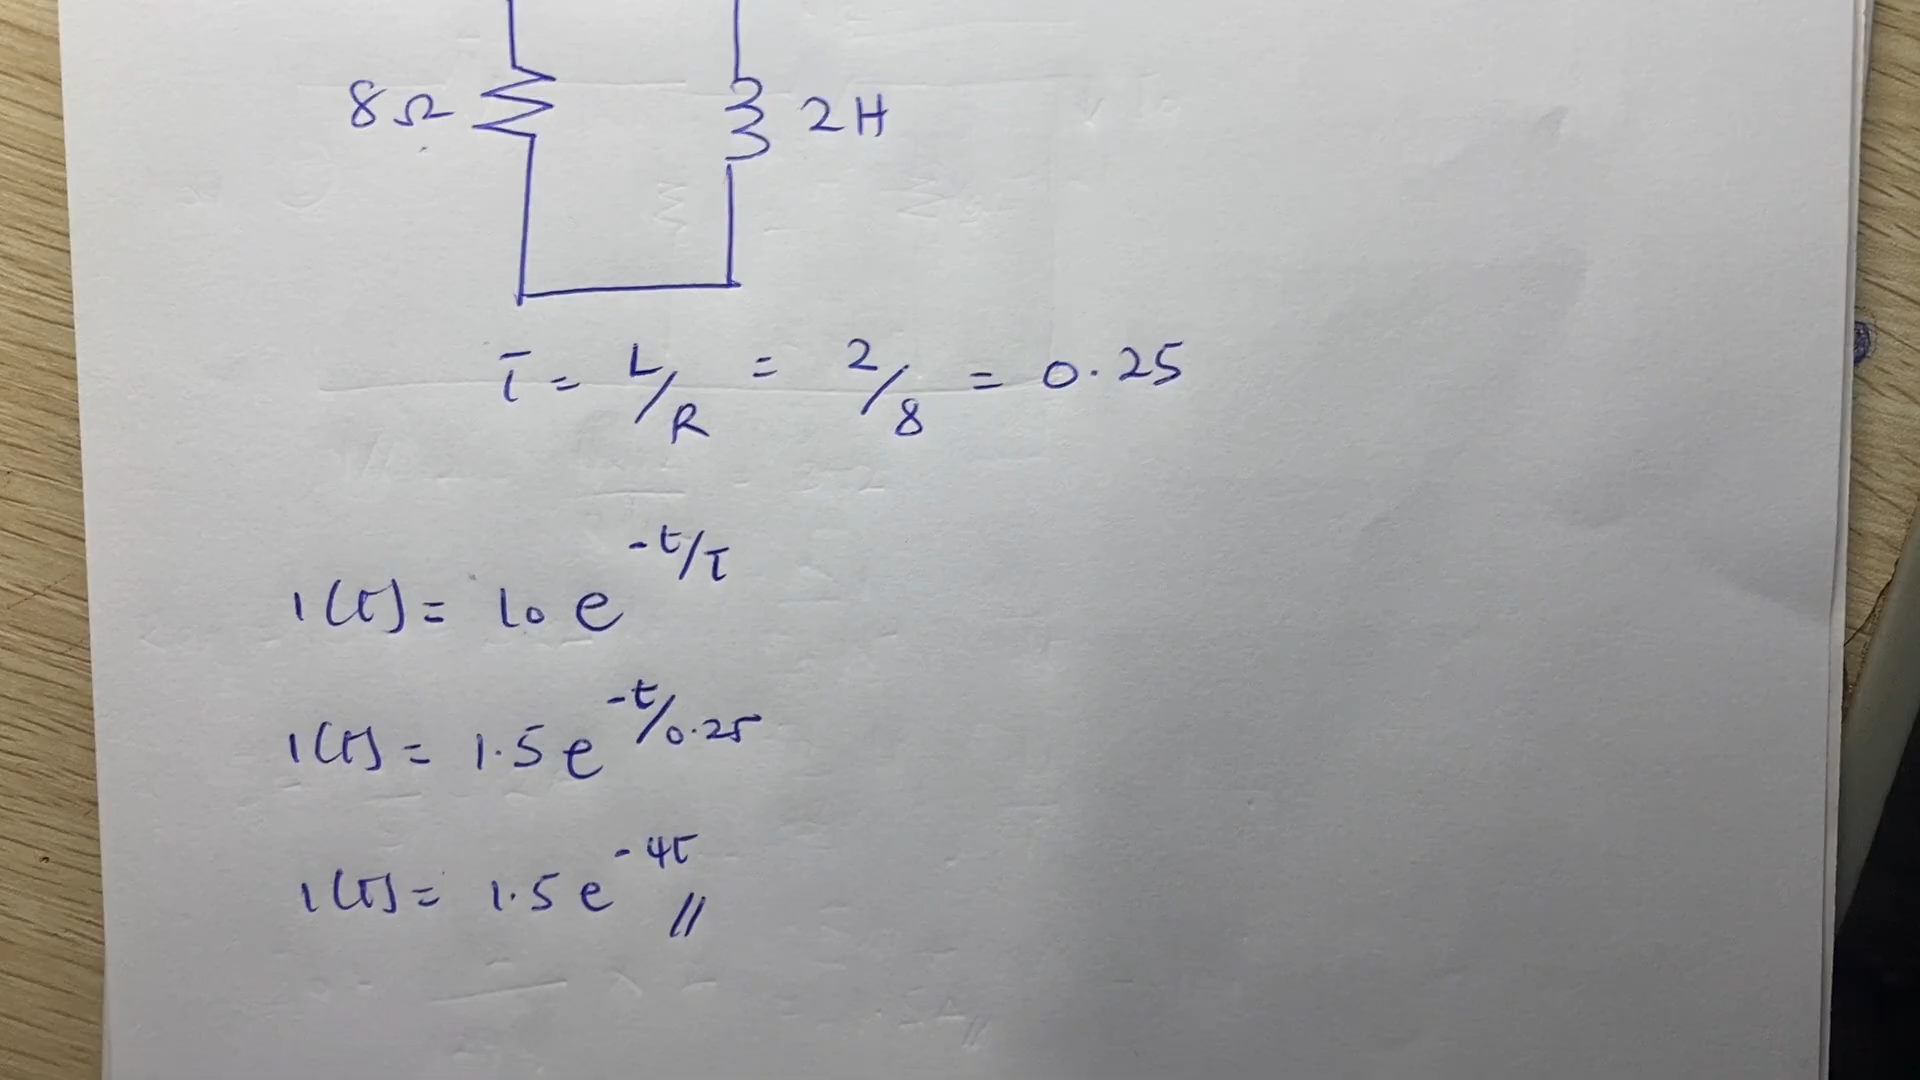 8Ω 2H
τ = L/R = 2/8 = 0.25
i(t) = i₀ e^-t/τ
i(t) = 1.5 e^-t/0.25
i(t) = 1.5 e^-4t //